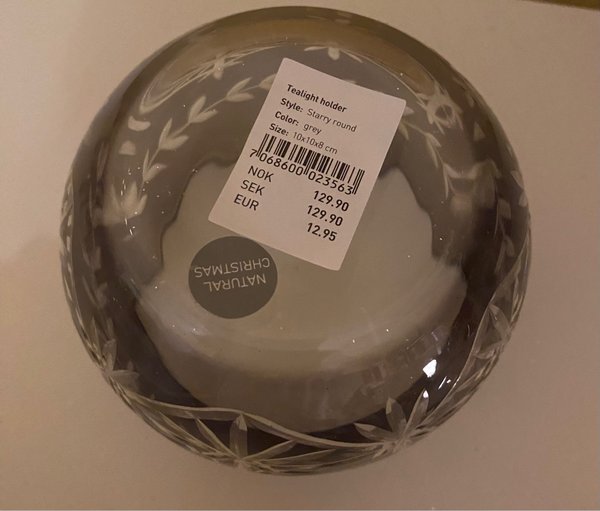 Tealight holder
Style: Starry round
Color: grey
Size: 10x10x8 cm
7 068600 023563
NOK 129.90
SEK 129.90
EUR 12.95
NATURAL
CHRISTMAS